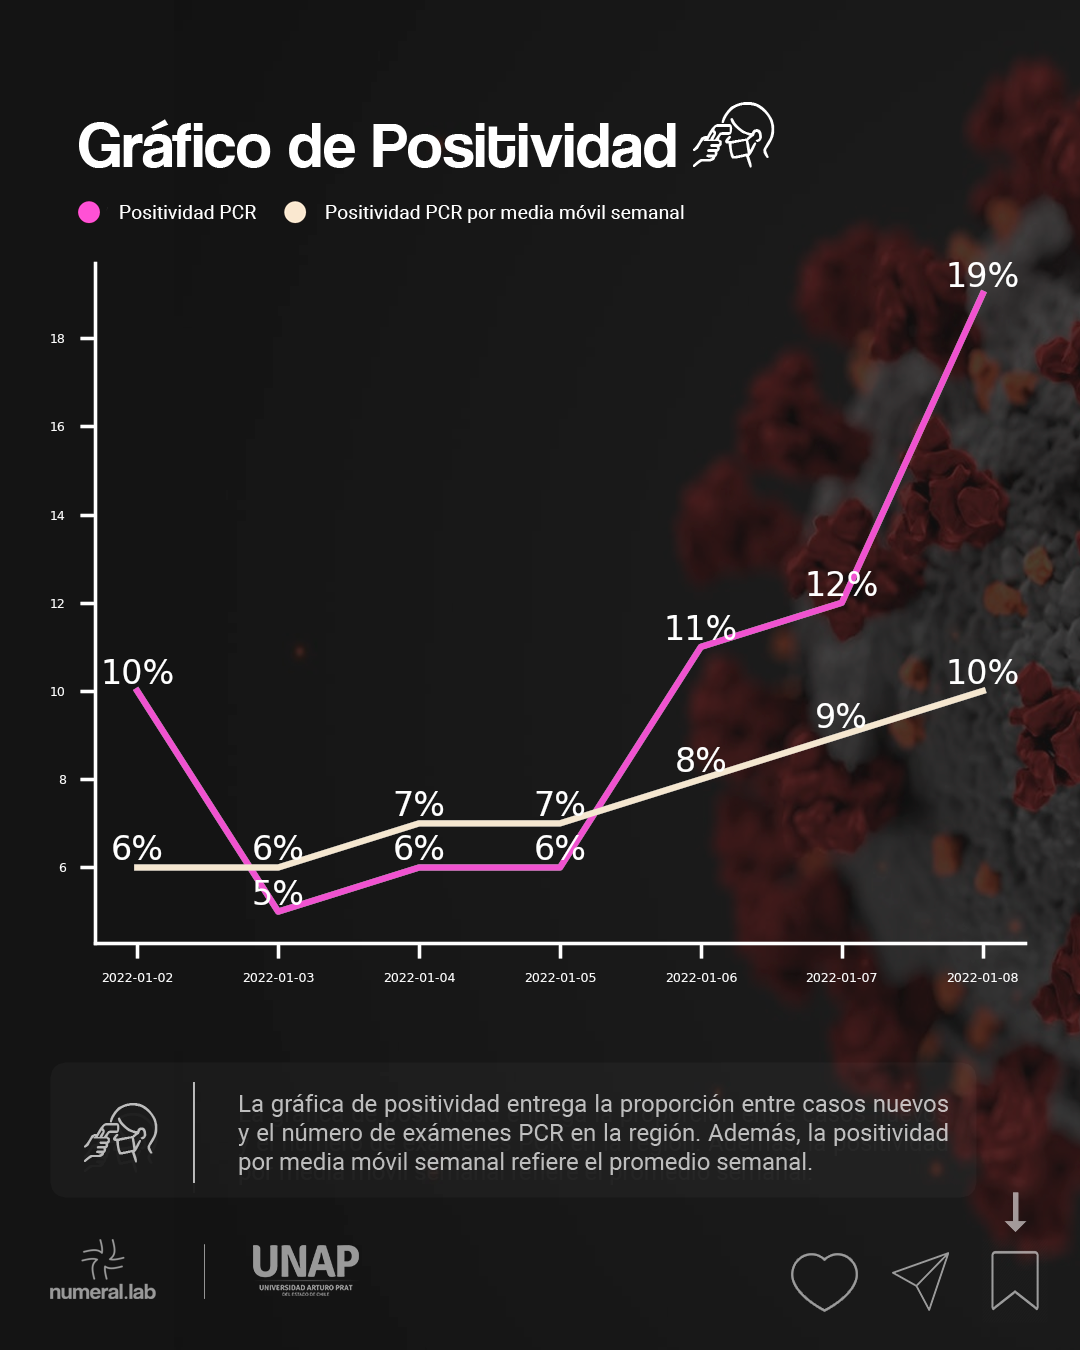 Gráfico de Positividad
Positividad PCR
Positividad PCR por media móvil semanal
19%
18
16
14
12%
12
11%
10%
10%
10
9%
8%
8
7%
7%
6%
6%
6%
6%
6
5%
2022-01-02
2022-01-03
2022-01-04
2022-01-05
2022-01-06
2022-01-07
2022-01-08
La gráfica de positividad entrega la proporción entre casos nuevos
y el número de exámenes PCR en la región. Además, la positividad
por media móvil semanal refiere el promedio semanal.
numeral.lab
UNAP
UNIVERSIDAD ARTURO PRAT
DEL ESTADO DE CHILE